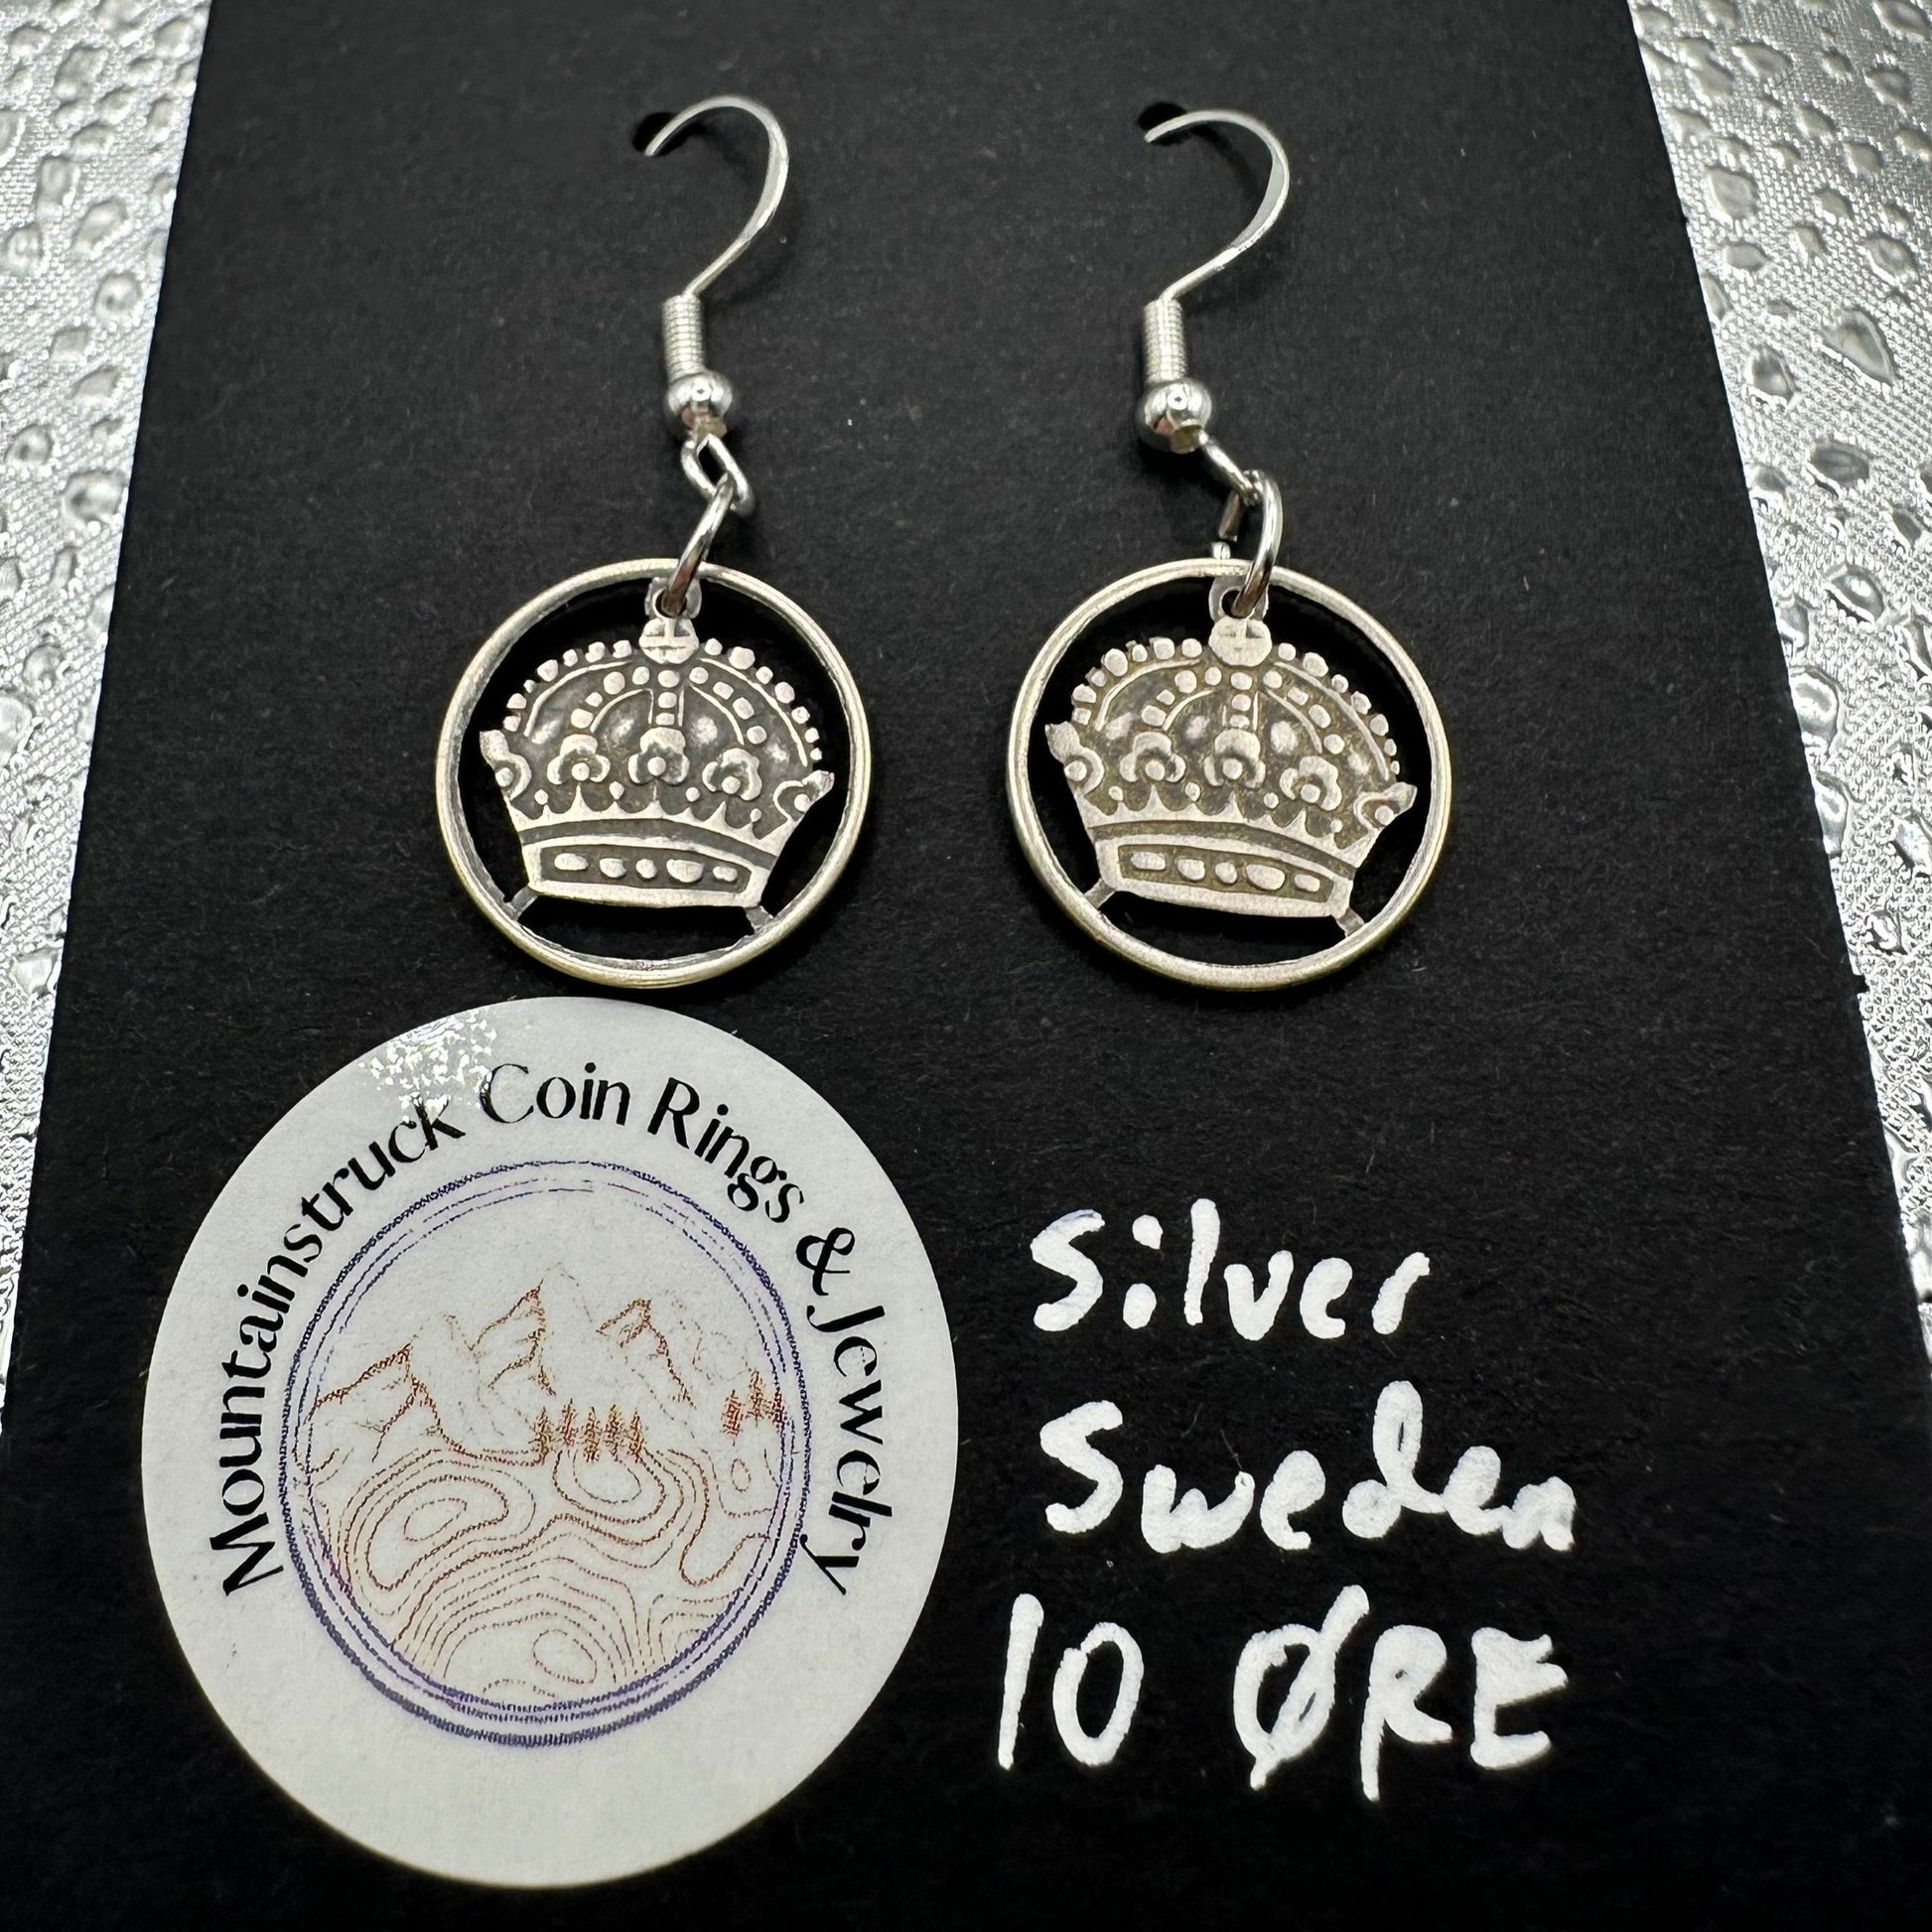 Mountainstruck Coin Rings & Jewelry
Silver
Sweden
10 ØRE